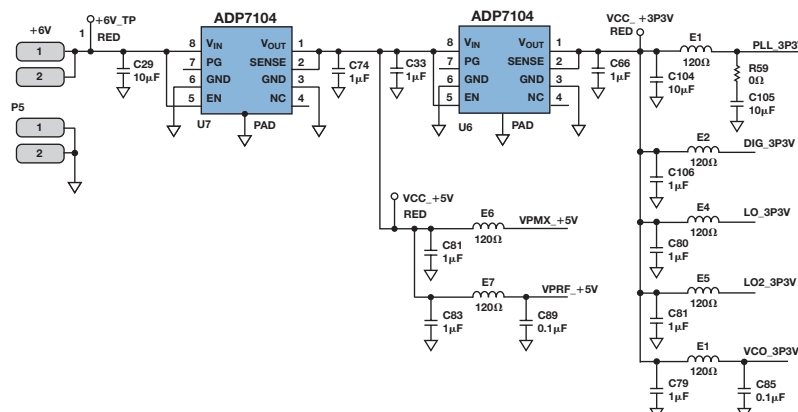 ADP7104
ADP7104
+6V
1
2
1
+6V_TP
RED
C29
10µF
8 VIN VOUT 1
7 PG SENSE 2
6 GND GND 3
5 EN NC 4
U7 PAD
C74
1µF
C33
1µF
8 VIN VOUT 1
7 PG SENSE 2
6 GND GND 3
5 EN NC 4
U6 PAD
C66
1µF
VCC_+3P3V
RED
E1
120Ω
PLL_3P3V
C104
10µF
R59
0Ω
C105
10µF
P5
1
2
E2
120Ω
DIG_3P3V
C106
1µF
VCC_+5V
RED
E6
120Ω
VPMX_+5V
C81
1µF
E4
120Ω
LO_3P3V
C80
1µF
E7
120Ω
VPRF_+5V
C83
1µF
C89
0.1µF
E5
120Ω
LO2_3P3V
C81
1µF
E1
120Ω
VCO_3P3V
C79
1µF
C85
0.1µF